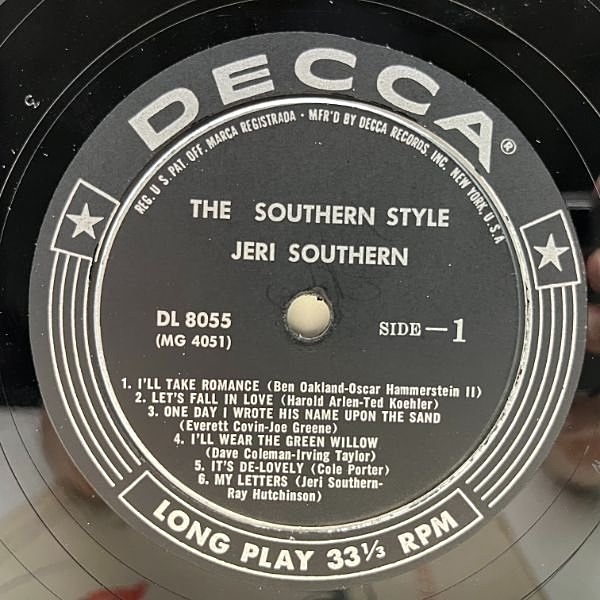 DECCA®
REG. U.S. PAT. OFF. MARCA REGISTRADA • MFR'D BY DECCA RECORDS, INC. NEW YORK, U.S.A
THE SOUTHERN STYLE
JERI SOUTHERN
DL 8055
(MG 4051)
SIDE—1
1. I'LL TAKE ROMANCE (Ben Oakland-Oscar Hammerstein II)
2. LET'S FALL IN LOVE (Harold Arlen-Ted Koehler)
3. ONE DAY I WROTE HIS NAME UPON THE SAND
(Everett Covin-Joe Greene)
4. I'LL WEAR THE GREEN WILLOW
(Dave Coleman-Irving Taylor)
5. IT'S DE-LOVELY (Cole Porter)
6. MY LETTERS (Jeri Southern-
Ray Hutchinson)
LONG PLAY 33⅓ RPM